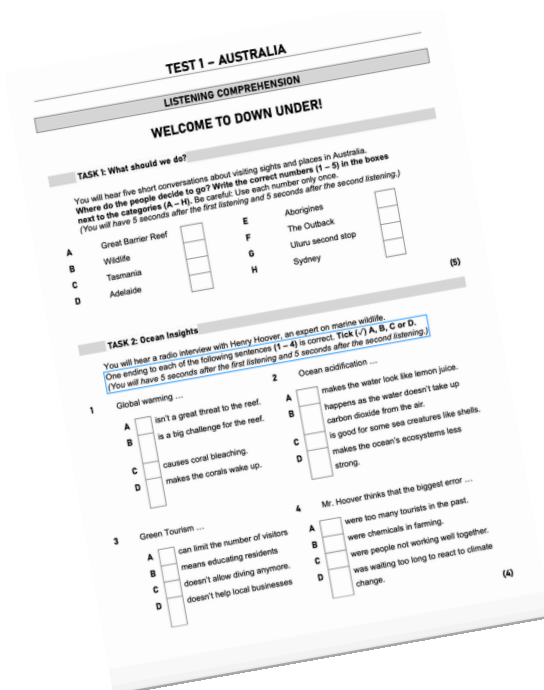 TEST 1 – AUSTRALIA
LISTENING COMPREHENSION
WELCOME TO DOWN UNDER!
TASK 1: What should we do?
You will hear five short conversations about visiting sights and places in Australia.
Where do the people decide to go? Write the correct numbers (1 – 5) in the boxes
next to the categories (A – H). Be careful: Use each number only once.
(You will have 5 seconds after the first listening and 5 seconds after the second listening.)
A Great Barrier Reef
B Wildlife
C Tasmania
D Adelaide
E Aborigines
F The Outback
G Uluru second stop
H Sydney
(5)
TASK 2: Ocean Insights
You will hear a radio interview with Henry Hoover, an expert on marine wildlife.
One ending to each of the following sentences (1 – 4) is correct. Tick (✓) A, B, C or D.
(You will have 5 seconds after the first listening and 5 seconds after the second listening.)
1 Global warming …
A isn't a great threat to the reef.
B is a big challenge for the reef.
C causes coral bleaching.
D makes the corals wake up.
2 Ocean acidification …
A makes the water look like lemon juice.
B happens as the water doesn't take up
carbon dioxide from the air.
C is good for some sea creatures like shells.
D makes the ocean's ecosystems less
strong.
3 Green Tourism …
A can limit the number of visitors
B means educating residents
C doesn't allow diving anymore.
D doesn't help local businesses
4 Mr. Hoover thinks that the biggest error …
A were too many tourists in the past.
B were chemicals in farming.
C were people not working well together.
D was waiting too long to react to climate
change.
(4)